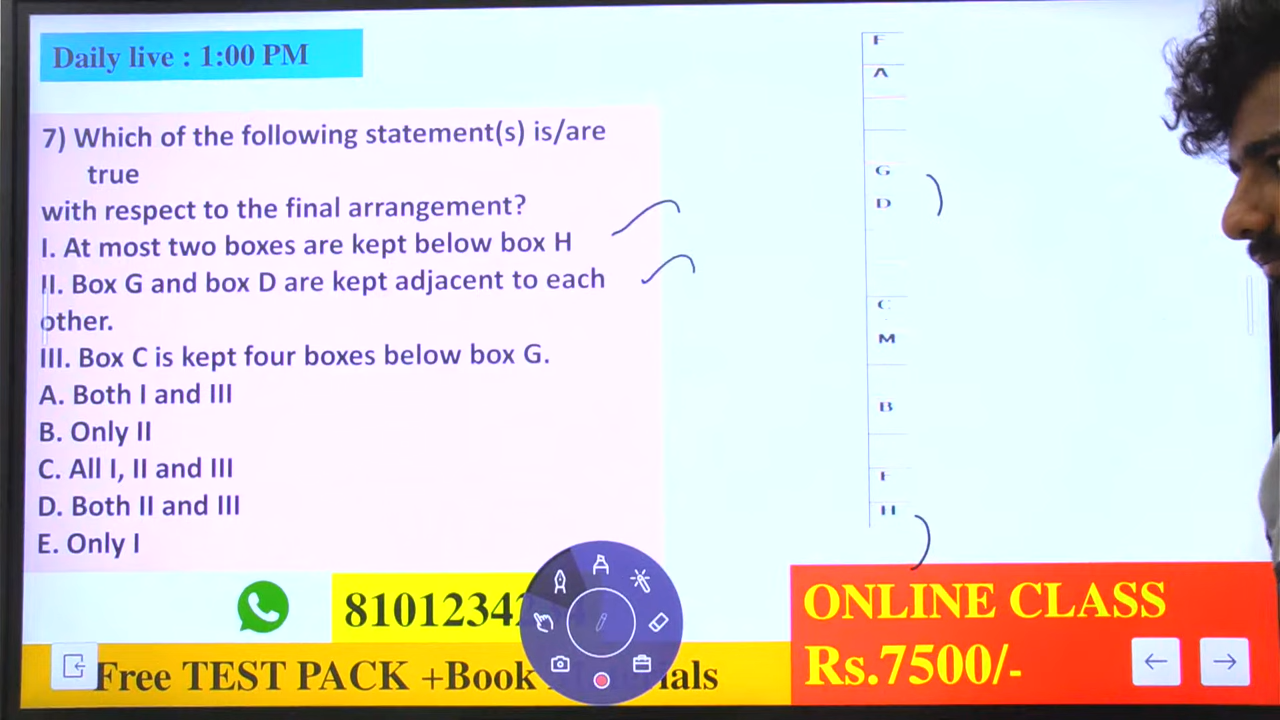 Daily live : 1:00 PM
7) Which of the following statement(s) is/are
true
with respect to the final arrangement?
I. At most two boxes are kept below box H
II. Box G and box D are kept adjacent to each
other.
III. Box C is kept four boxes below box G.
A. Both I and III
B. Only II
C. All I, II and III
D. Both II and III
E. Only I
A
G
D
C
M
B
H
8101234
Free TEST PACK +Book
ONLINE CLASS
Rs.7500/-